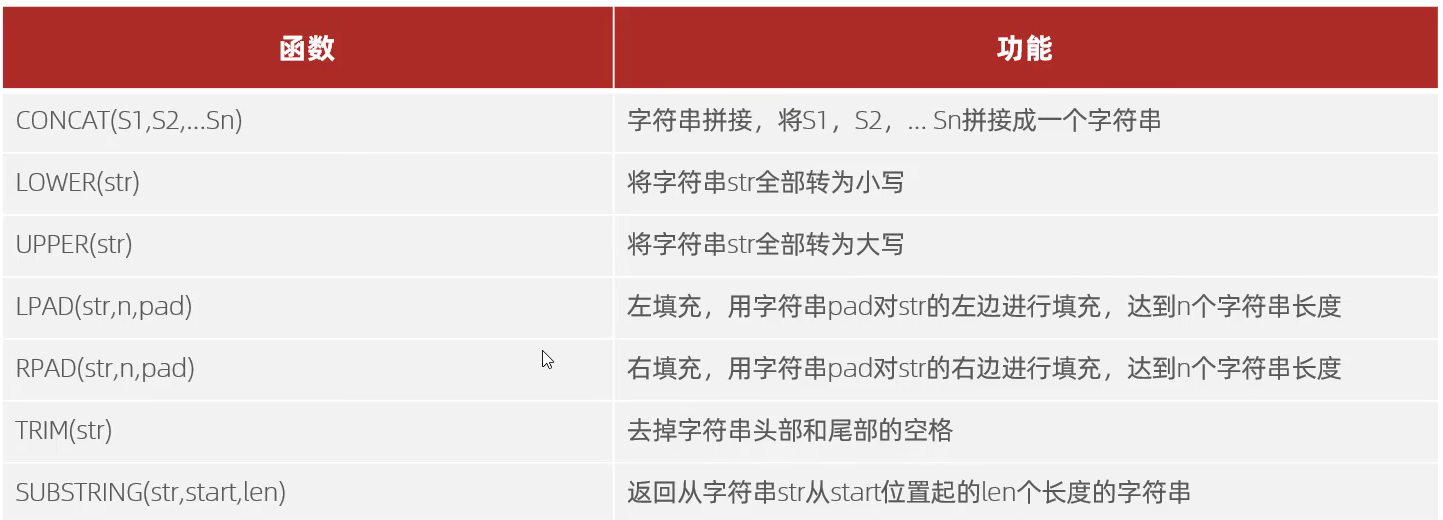 函数 功能
CONCAT(S1,S2,...Sn) 字符串拼接，将S1，S2，... Sn拼接成一个字符串
LOWER(str) 将字符串str全部转为小写
UPPER(str) 将字符串str全部转为大写
LPAD(str,n,pad) 左填充，用字符串pad对str的左边进行填充，达到n个字符串长度
RPAD(str,n,pad) 右填充，用字符串pad对str的右边进行填充，达到n个字符串长度
TRIM(str) 去掉字符串头部和尾部的空格
SUBSTRING(str,start,len) 返回从字符串str从start位置起的len个长度的字符串